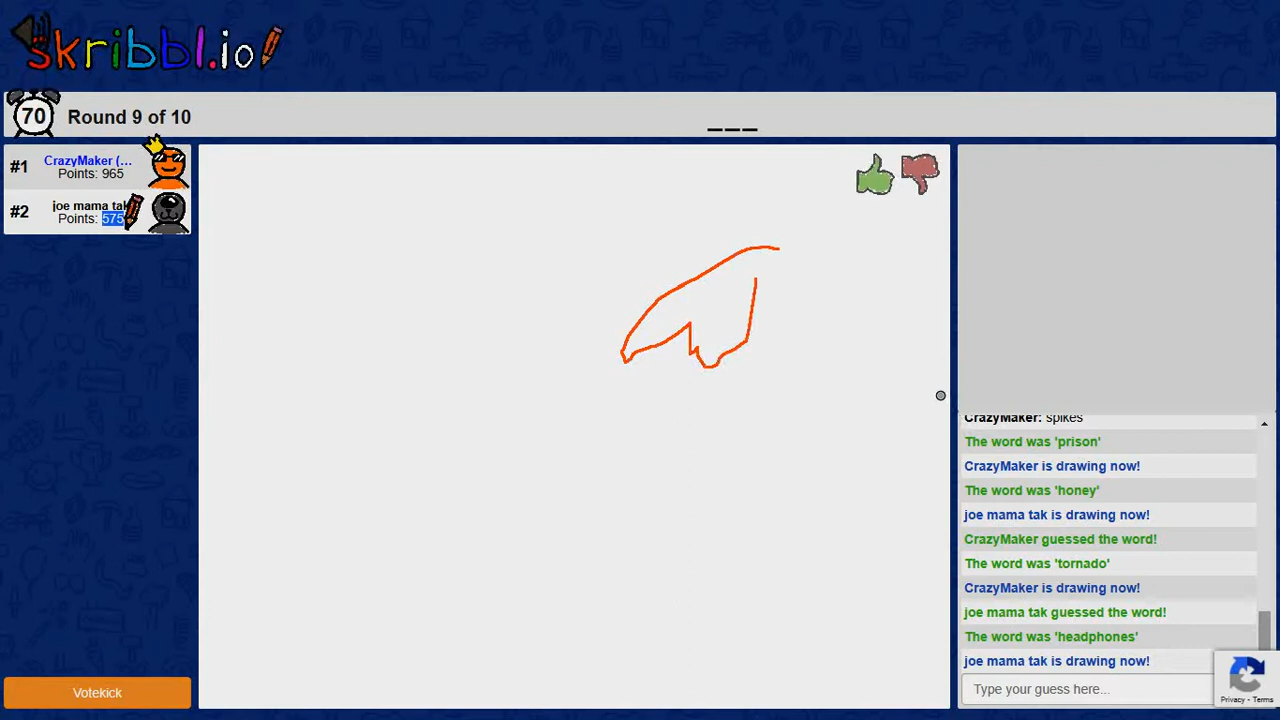 skribbl.io
70
Round 9 of 10
_ _ _
#1
CrazyMaker (...
Points: 965
#2
joe mama tak
Points: 575
CrazyMaker: spikes
The word was 'prison'
CrazyMaker is drawing now!
The word was 'honey'
joe mama tak is drawing now!
CrazyMaker guessed the word!
The word was 'tornado'
CrazyMaker is drawing now!
joe mama tak guessed the word!
The word was 'headphones'
joe mama tak is drawing now!
Type your guess here...
Privacy - Terms
Votekick